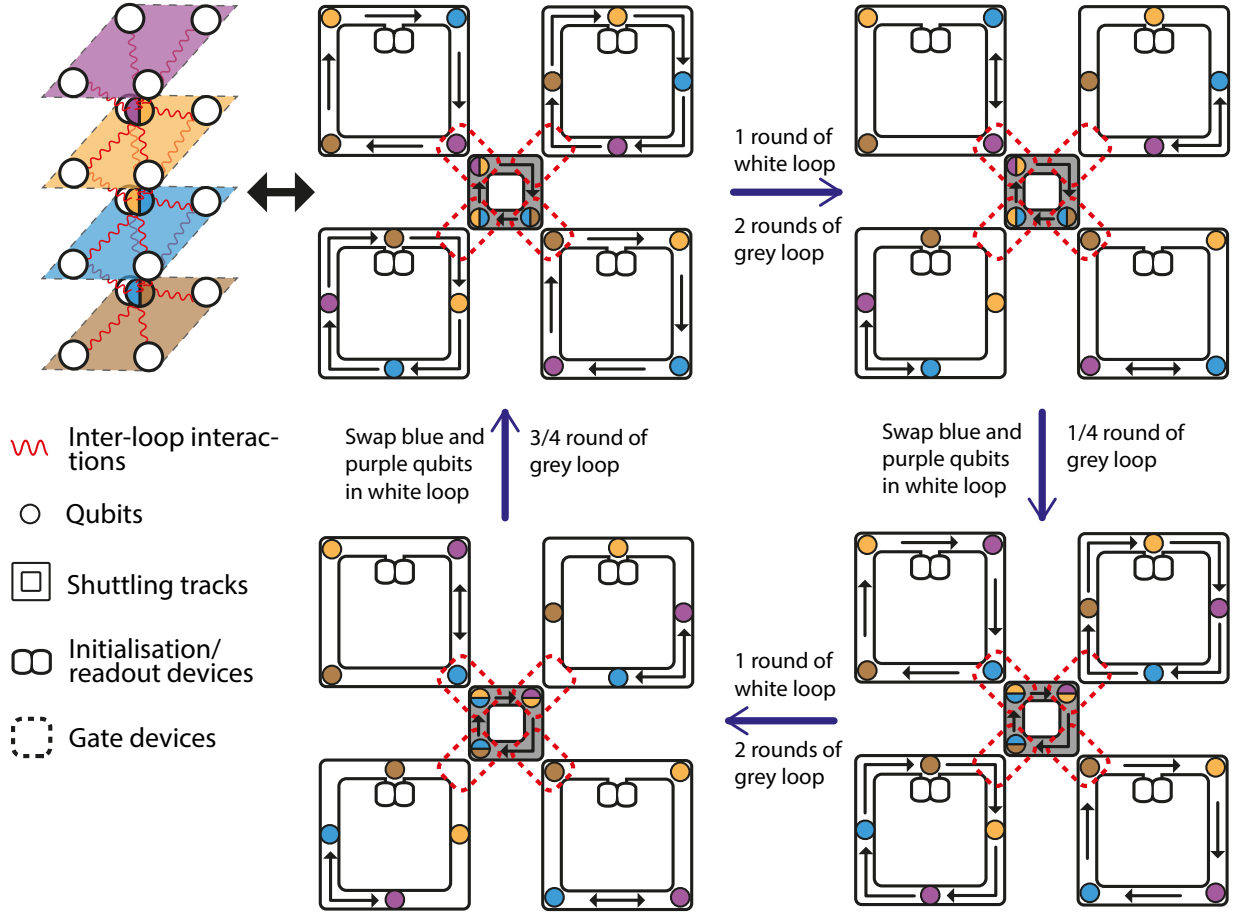 1 round of
white loop
2 rounds of
grey loop
Inter-loop interac-
tions
Qubits
Shuttling tracks
Initialisation/
readout devices
Gate devices
Swap blue and
purple qubits
in white loop
3/4 round of
grey loop
Swap blue and
purple qubits
in white loop
1/4 round of
grey loop
1 round of
white loop
2 rounds of
grey loop